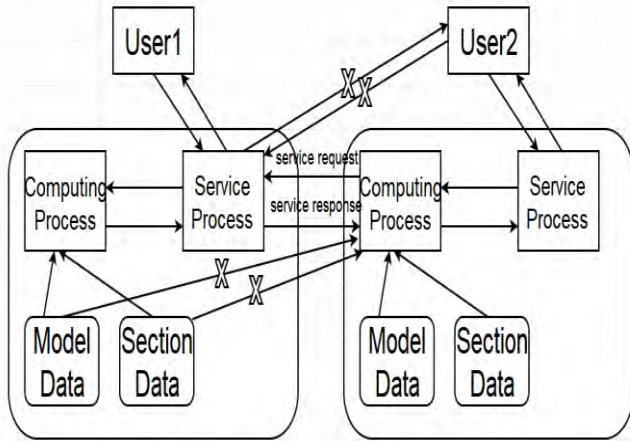 User1
User2
X
X
service request
Computing
Process
Service
Process
service response
Computing
Process
Service
Process
X
X
Model
Data
Section
Data
Model
Data
Section
Data